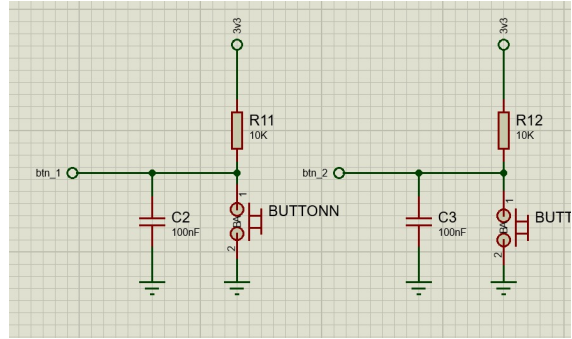 3v3
3v3
R11
10K
R12
10K
btn_1
btn_2
1
1
C2
100nF
BUTTONN
C3
100nF
BUTT
2
2